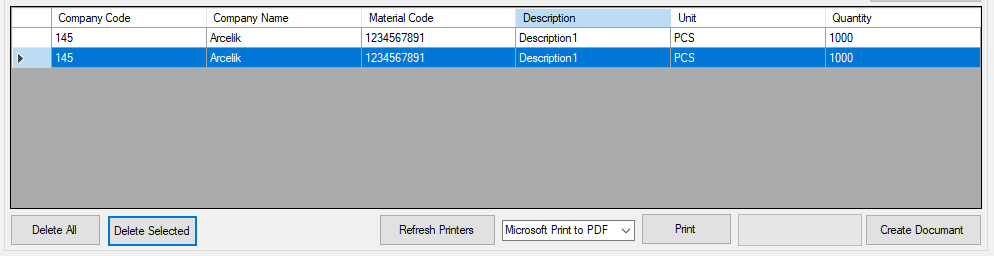 Company Code Company Name Material Code Description Unit Quantity
145 Arcelik 1234567891 Description1 PCS 1000
145 Arcelik 1234567891 Description1 PCS 1000
Delete All Delete Selected Refresh Printers Microsoft Print to PDF Print Create Documant